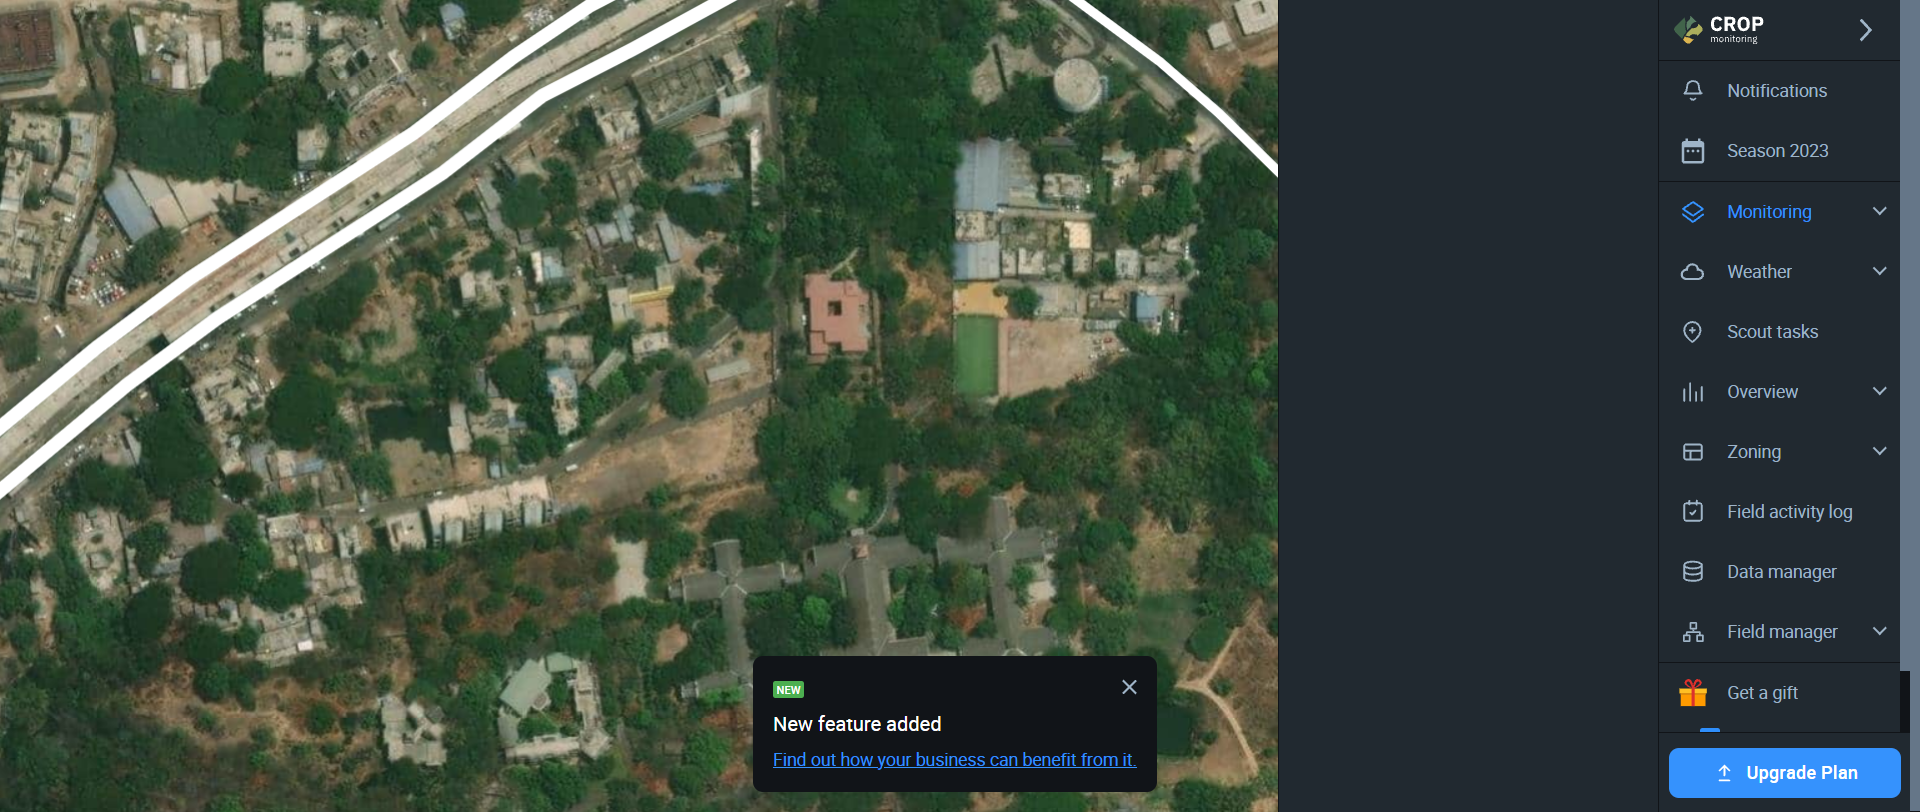 CROP
monitoring
Notifications
Season 2023
Monitoring
Weather
Scout tasks
Overview
Zoning
Field activity log
Data manager
Field manager
Get a gift
Upgrade Plan
NEW
New feature added
Find out how your business can benefit from it.